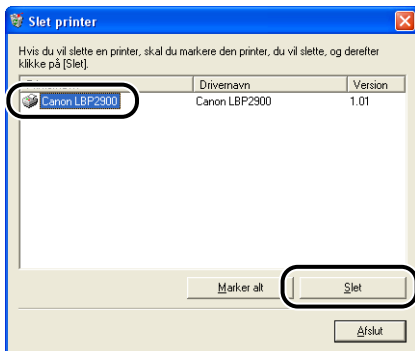 Slet printer
Hvis du vil slette en printer, skal du markere den printer, du vil slette, og derefter
klikke på [Slet].
Drivernavn Version
Canon LBP2900 Canon LBP2900 1.01
Marker alt Slet
Afslut